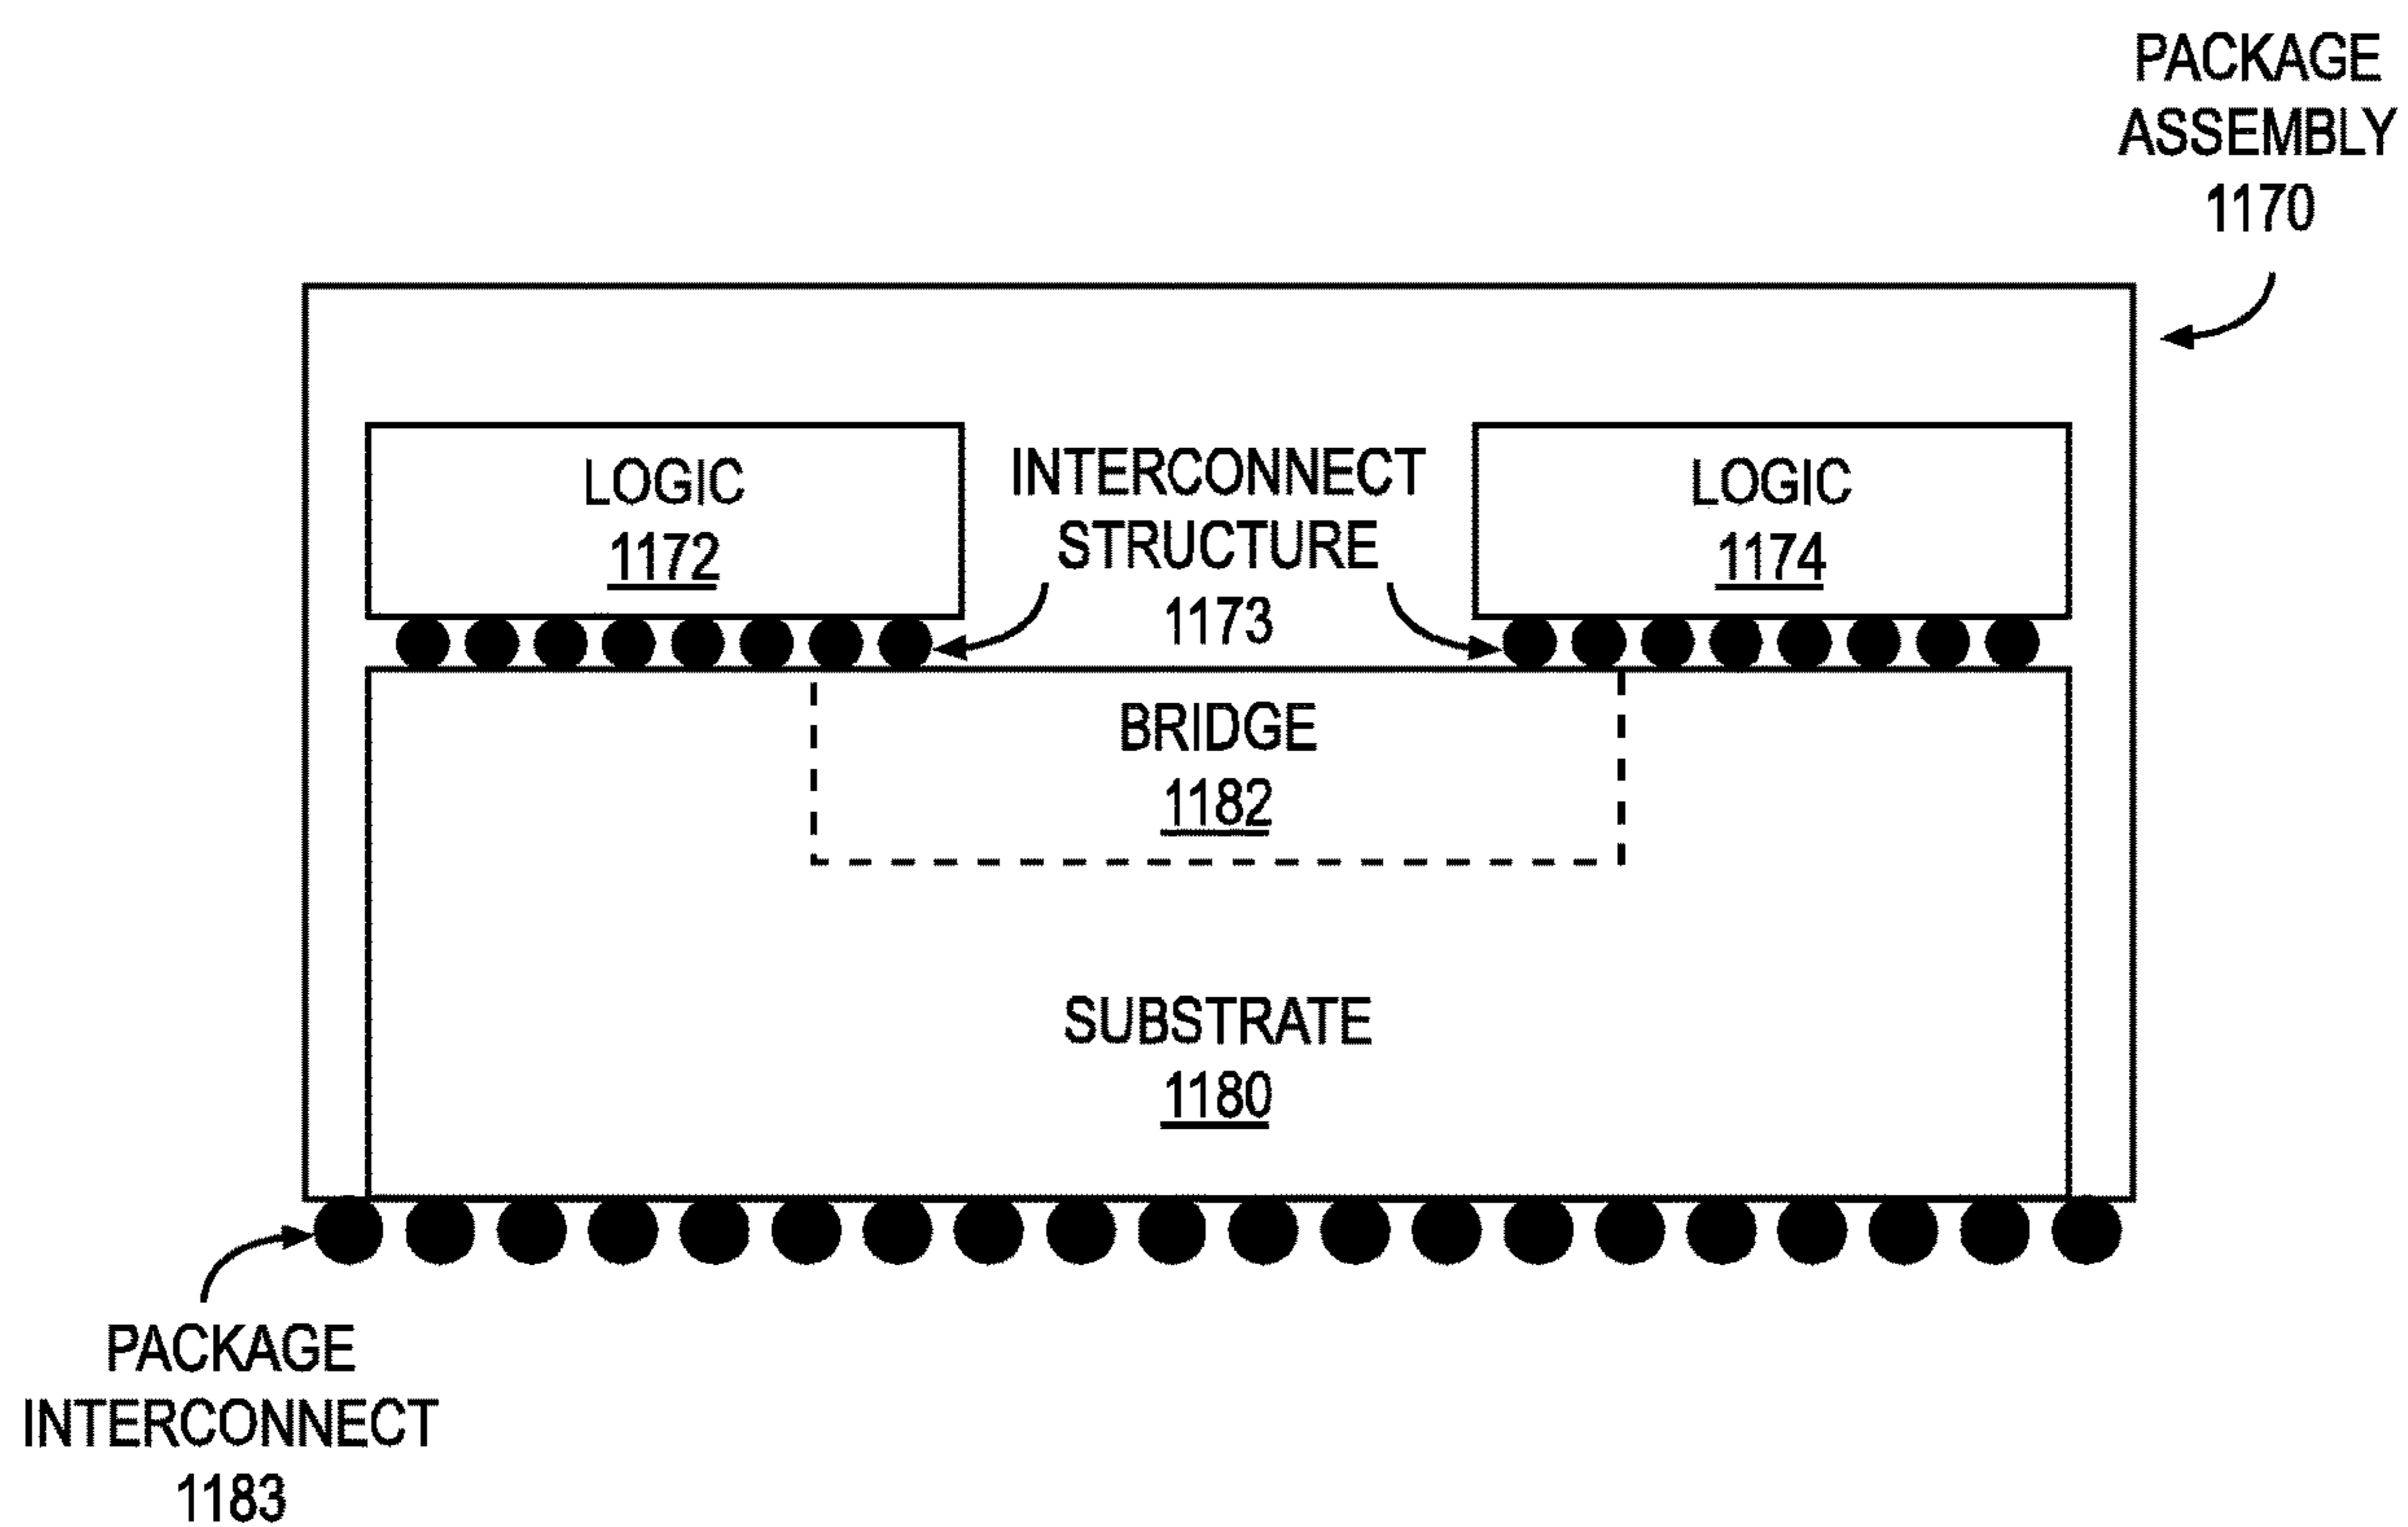 PACKAGE
ASSEMBLY
1170
LOGIC
1172
INTERCONNECT
STRUCTURE
1173
LOGIC
1174
BRIDGE
1182
SUBSTRATE
1180
PACKAGE
INTERCONNECT
1183